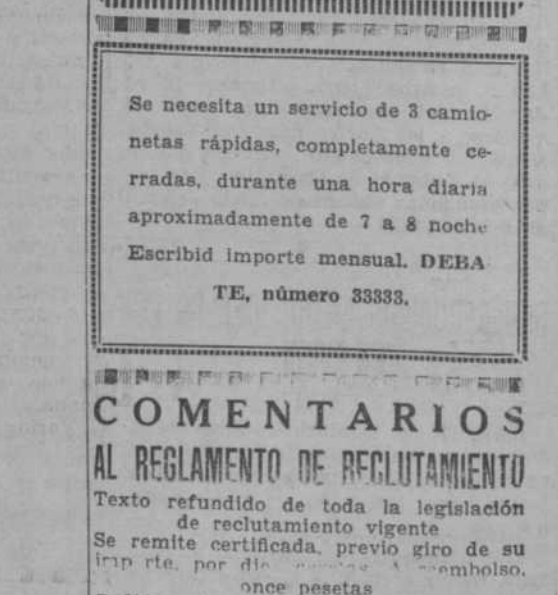 Se necesita un servicio de 3 camio-
netas rápidas, completamente ce-
rradas, durante una hora diaria
aproximadamente de 7 a 8 noche
Escribid importe mensual. DEBA
TE, número 33333.
COMENTARIOS
AL REGLAMENTO DE RECLUTAMIENTO
Texto refundido de toda la legislación
de reclutamiento vigente
Se remite certificada, previo giro de su
por
once pesetas